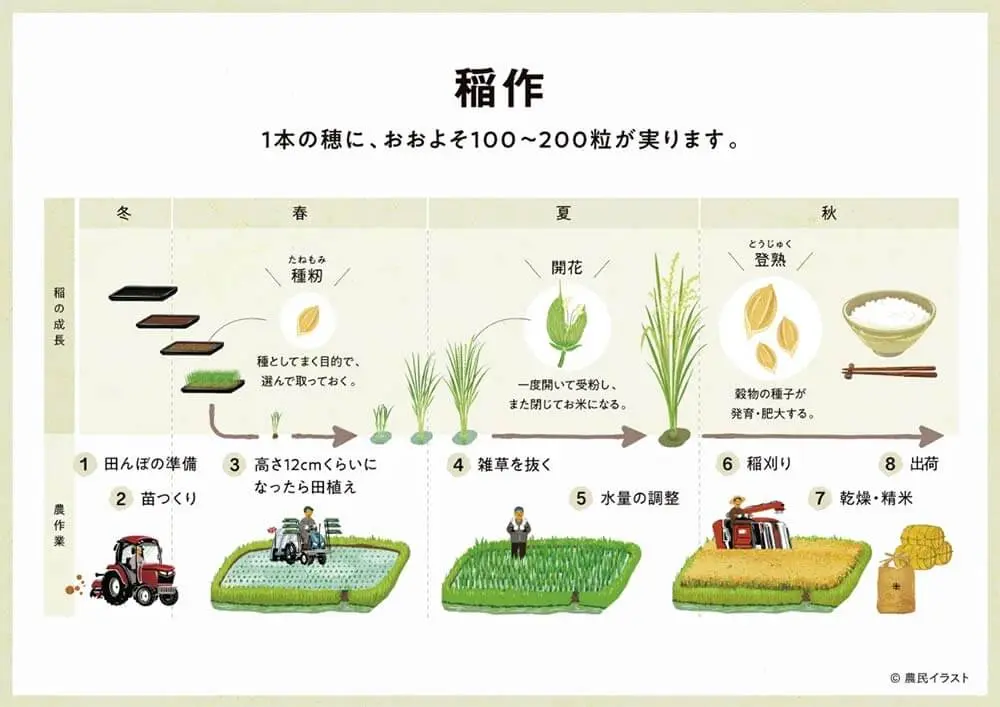 稲作
1本の穂に、おおよそ100〜200粒が実ります。
冬
春
夏
秋
稲の成長
たねもみ
種籾
種としてまく目的で、
選んで取っておく。
開花
一度開いて受粉し、
また閉じてお米になる。
とうじゅく
登熟
穀物の種子が
発育・肥大する。
農作業
1 田んぼの準備
2 苗つくり
3 高さ12cmくらいに
なったら田植え
4 雑草を抜く
5 水量の調整
6 稲刈り
7 乾燥・精米
8 出荷
米
© 農民イラスト